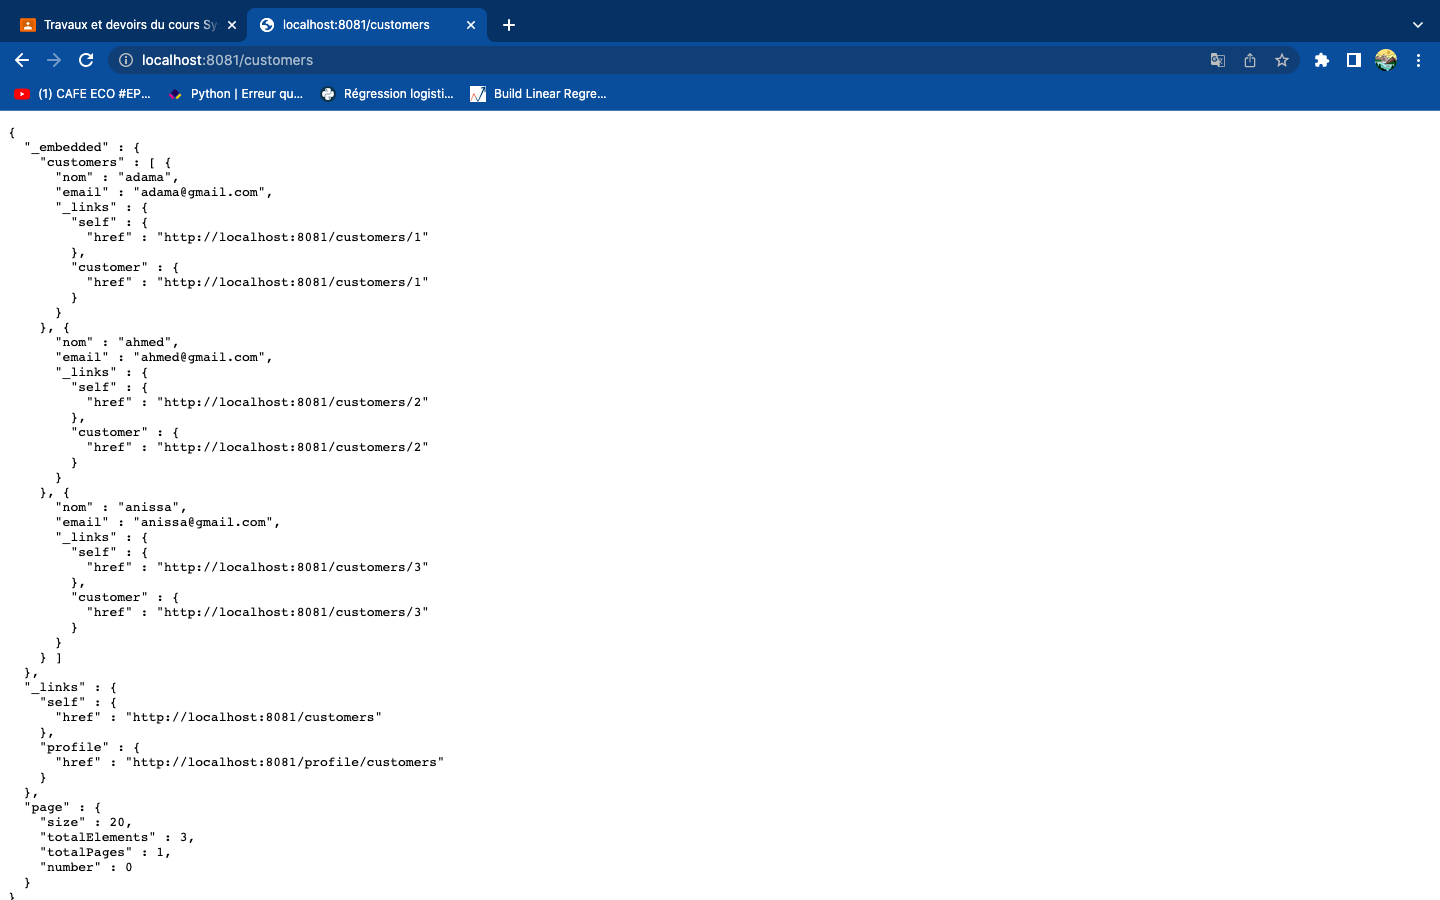 Travaux et devoirs du cours Sy
localhost:8081/customers
localhost:8081/customers
(1) CAFE ECO #EP...
Python | Erreur qu...
Régression logisti...
Build Linear Regre...
{
  "_embedded" : {
    "customers" : [ {
      "nom" : "adama",
      "email" : "adama@gmail.com",
      "_links" : {
        "self" : {
          "href" : "http://localhost:8081/customers/1"
        },
        "customer" : {
          "href" : "http://localhost:8081/customers/1"
        }
      }
    }, {
      "nom" : "ahmed",
      "email" : "ahmed@gmail.com",
      "_links" : {
        "self" : {
          "href" : "http://localhost:8081/customers/2"
        },
        "customer" : {
          "href" : "http://localhost:8081/customers/2"
        }
      }
    }, {
      "nom" : "anissa",
      "email" : "anissa@gmail.com",
      "_links" : {
        "self" : {
          "href" : "http://localhost:8081/customers/3"
        },
        "customer" : {
          "href" : "http://localhost:8081/customers/3"
        }
      }
    } ]
  },
  "_links" : {
    "self" : {
      "href" : "http://localhost:8081/customers"
    },
    "profile" : {
      "href" : "http://localhost:8081/profile/customers"
    }
  },
  "page" : {
    "size" : 20,
    "totalElements" : 3,
    "totalPages" : 1,
    "number" : 0
  }
}